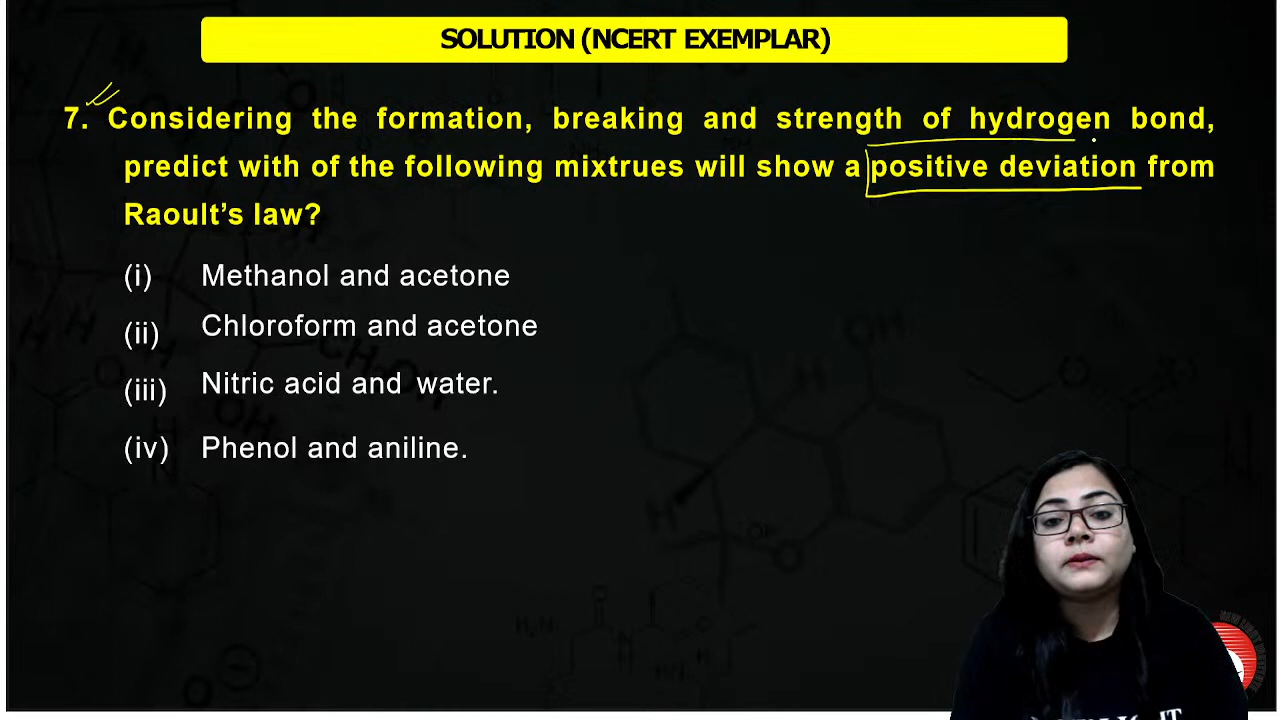 SOLUTION (NCERT EXEMPLAR)
7. Considering the formation, breaking and strength of hydrogen bond,
predict with of the following mixtrues will show a positive deviation from
Raoult's law?
(i) Methanol and acetone
(ii) Chloroform and acetone
(iii) Nitric acid and water.
(iv) Phenol and aniline.